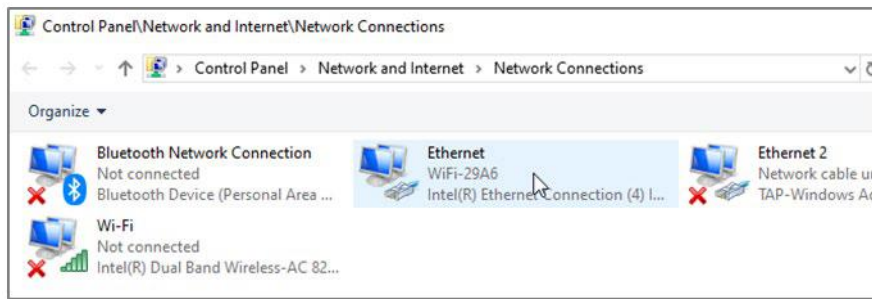 Control Panel\Network and Internet\Network Connections
Control Panel > Network and Internet > Network Connections
Organize
Bluetooth Network Connection
Not connected
Bluetooth Device (Personal Area ...
Ethernet
WiFi-29A6
Intel(R) Ethernet Connection (4) I...
Ethernet 2
Network cable
TAP-Windows
Wi-Fi
Not connected
Intel(R) Dual Band Wireless-AC 82...